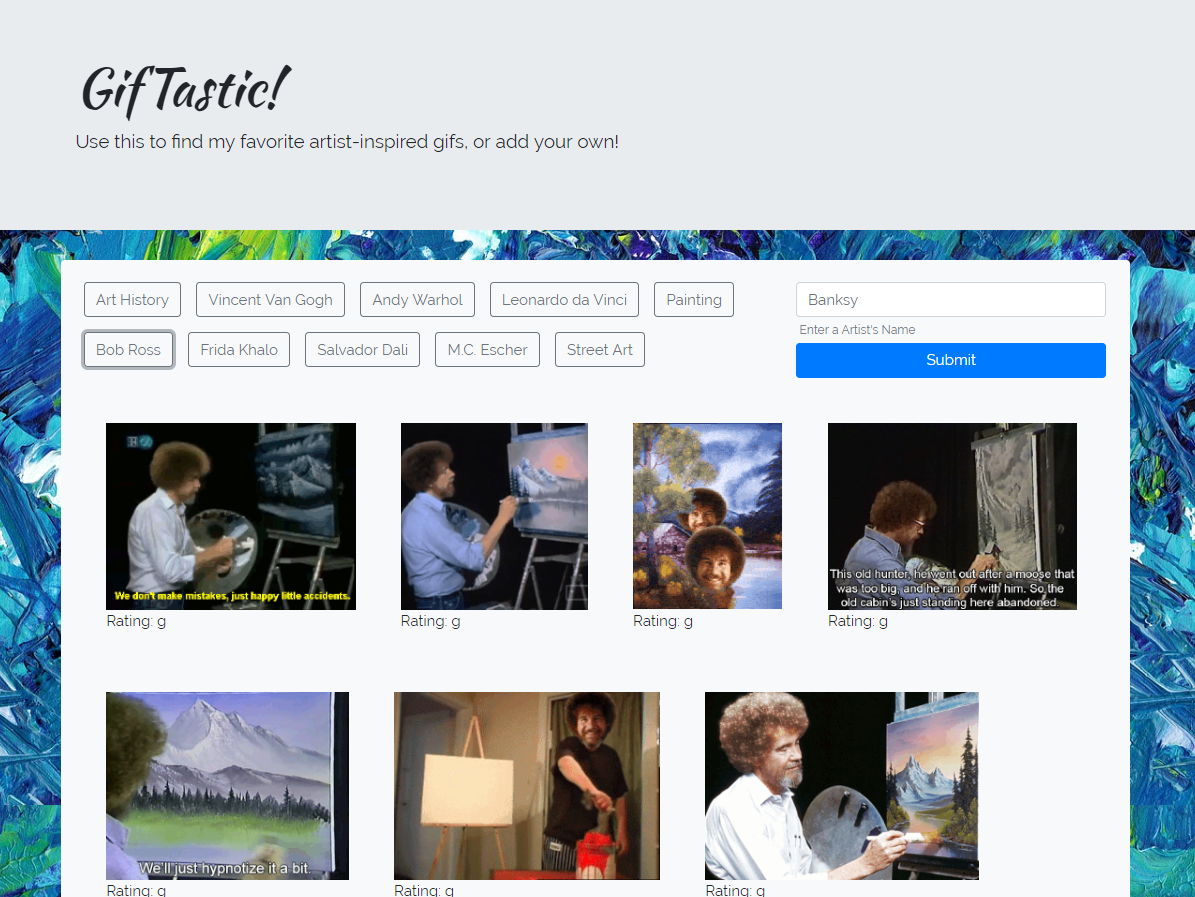 GifTastic!
Use this to find my favorite artist-inspired gifs, or add your own!
Art History
Vincent Van Gogh
Andy Warhol
Leonardo da Vinci
Painting
Bob Ross
Frida Khalo
Salvador Dali
M.C. Escher
Street Art
Banksy
Enter a Artist's Name
Submit
We don't make mistakes, just happy little accidents.
This old hunter, he went out after a moose that
was too big, and he ran off with him. So the
old cabin's just standing here abandoned.
Rating: g
Rating: g
Rating: g
Rating: g
We'll just hypnotize it a bit.
Rating: g
Rating: g
Rating: g